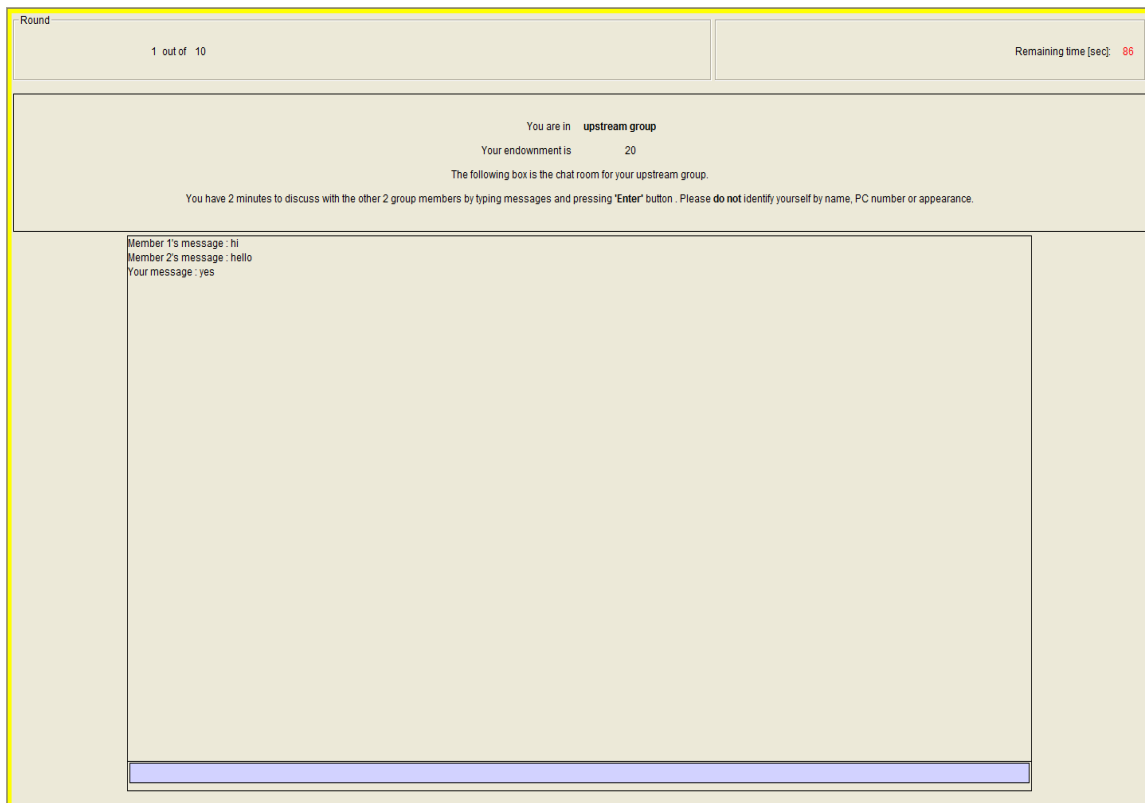 Round
1 out of 10
Remaining time [sec]: 86
You are in upstream group
Your endownment is 20
The following box is the chat room for your upstream group.
You have 2 minutes to discuss with the other 2 group members by typing messages and pressing "Enter" button . Please do not identify yourself by name, PC number or appearance.
Member 1's message : hi
Member 2's message : hello
Your message : yes